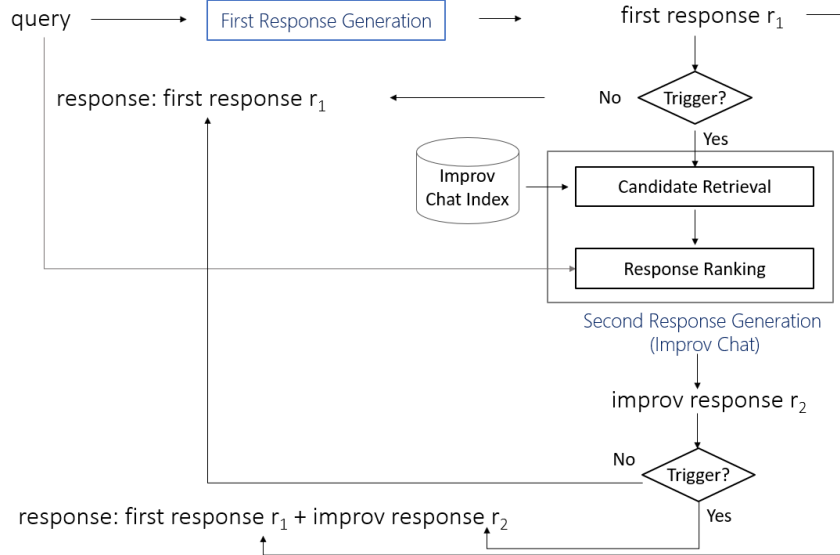 query
First Response Generation
first response r₁
response: first response r₁
No
Trigger?
Yes
Improv
Chat Index
Candidate Retrieval
Response Ranking
Second Response Generation
(Improv Chat)
improv response r₂
No
Trigger?
Yes
response: first response r₁ + improv response r₂